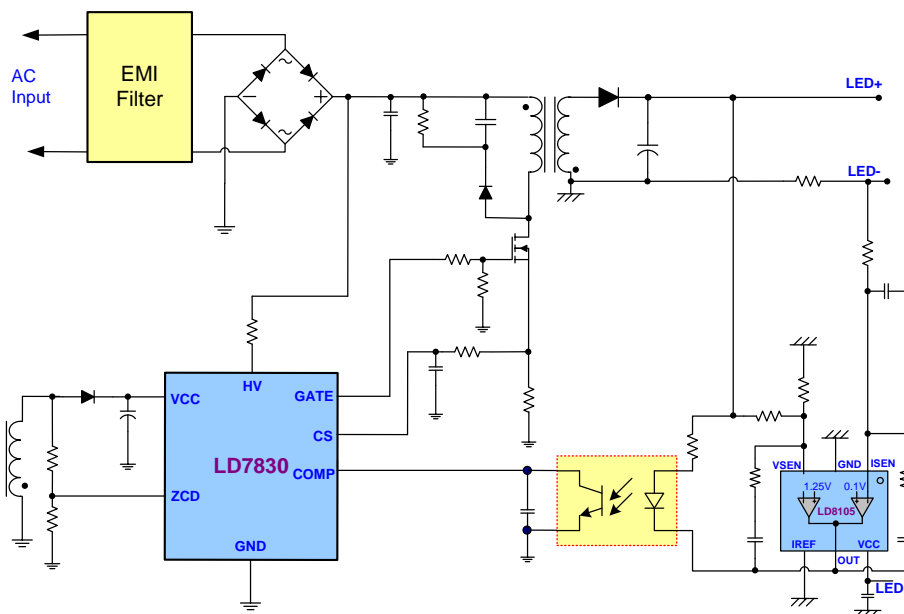 AC
Input
EMI
Filter
LED+
LED-
HV
VCC
GATE
CS
LD7830
COMP
ZCD
GND
VSEN
GND
ISEN
1.25V
0.1V
LD8105
IREF
VCC
OUT
LED